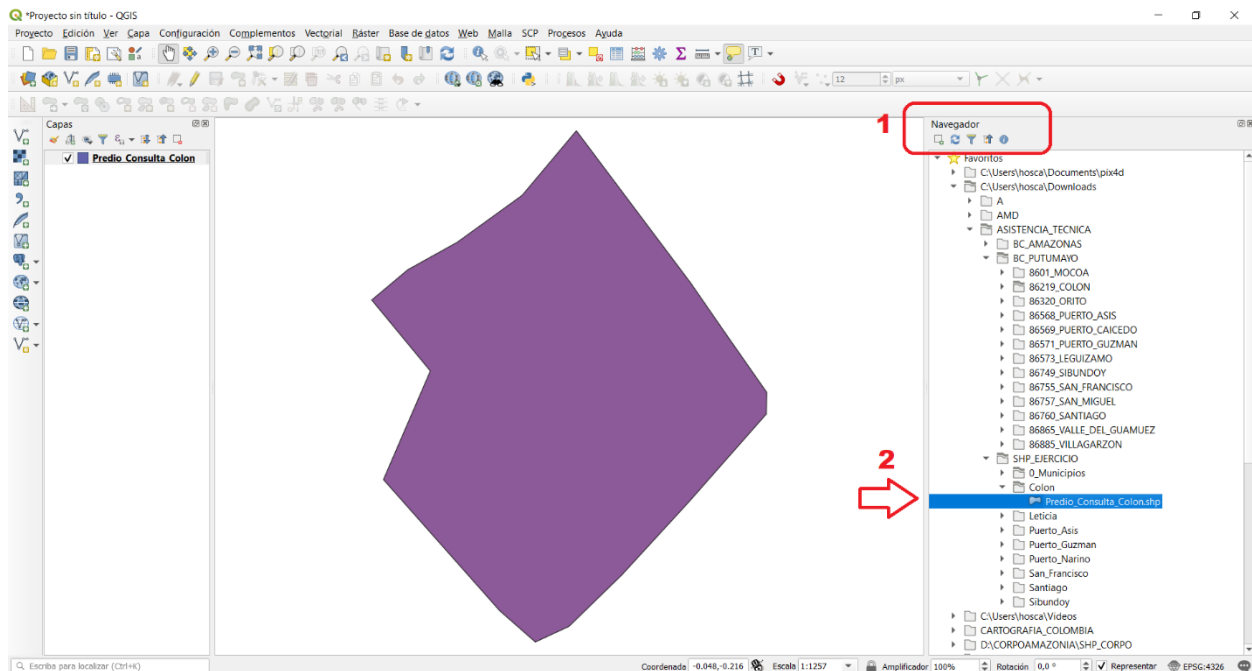 *Proyecto sin título - QGIS
Proyecto Edición Ver Capa Configuración Complementos Vectorial Ráster Base de datos Web Malla SCP Procesos Ayuda
12 px
Capas
Predio_Consulta_Colon
1
Navegador
Favoritos
C:\Users\hosca\Documents\pix4d
C:\Users\hosca\Downloads
A
AMD
ASISTENCIA_TECNICA
BC_AMAZONAS
BC_PUTUMAYO
8601_MOCOA
86219_COLON
86320_ORITO
86568_PUERTO_ASIS
86569_PUERTO_CAICEDO
86571_PUERTO_GUZMAN
86573_LEGUIZAMO
86749_SIBUNDOY
86755_SAN_FRANCISCO
86757_SAN_MIGUEL
86760_SANTIAGO
86865_VALLE_DEL_GUAMUEZ
86885_VILLAGARZON
SHP_EJERCICIO
2
0_Municipios
Colon
Predio_Consulta_Colon.shp
Leticia
Puerto_Asis
Puerto_Guzman
Puerto_Narino
San_Francisco
Santiago
Sibundoy
C:\Users\hosca\Videos
CARTOGRAFIA_COLOMBIA
D:\CORPOAMAZONIA\SHP_CORPO
Escriba para localizar (Ctrl+K) Coordenada -0.048,-0.216 Escala 1:1257 Amplificador 100% Rotación 0,0 ° Representar EPSG:4326